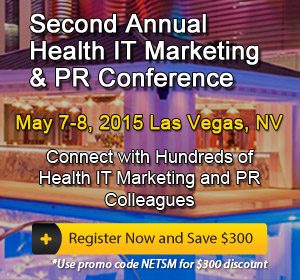 Second Annual
Health IT Marketing
& PR Conference
May 7-8, 2015 Las Vegas, NV
Connect with Hundreds of
Health IT Marketing and PR
Colleagues
+ Register Now and Save $300
*Use promo code NETSM for $300 discount